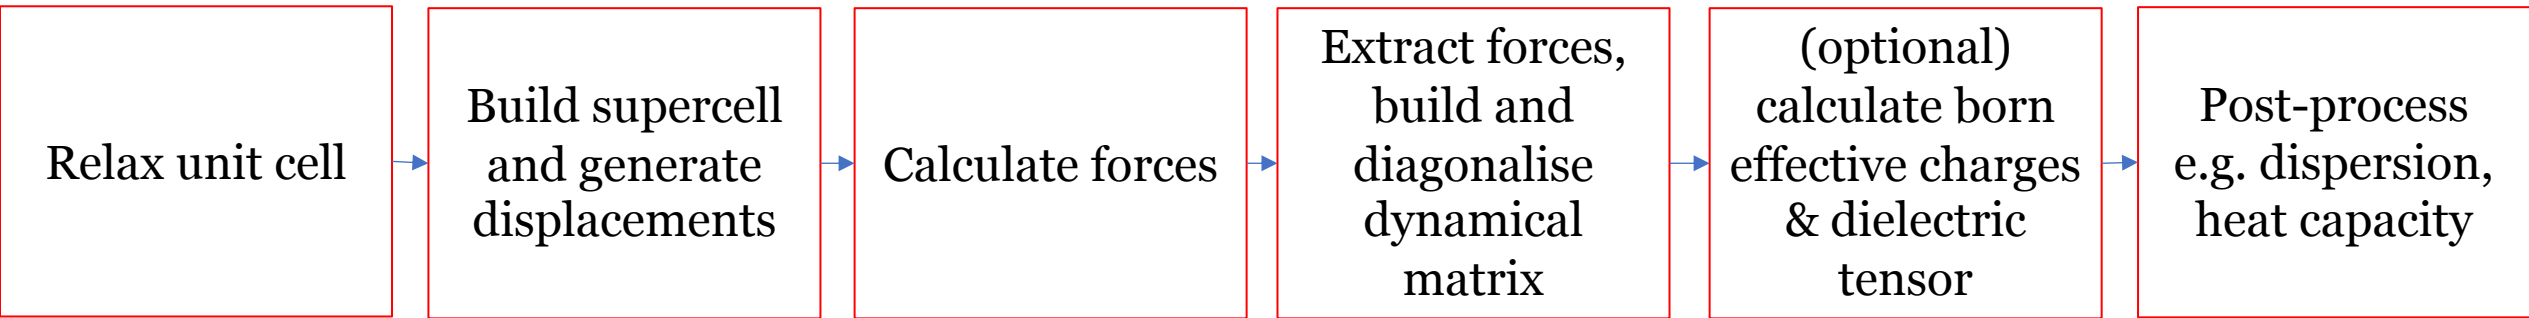 Relax unit cell
Build supercell
and generate
displacements
Calculate forces
Extract forces,
build and
diagonalise
dynamical
matrix
(optional)
calculate born
effective charges
& dielectric
tensor
Post-process
e.g. dispersion,
heat capacity